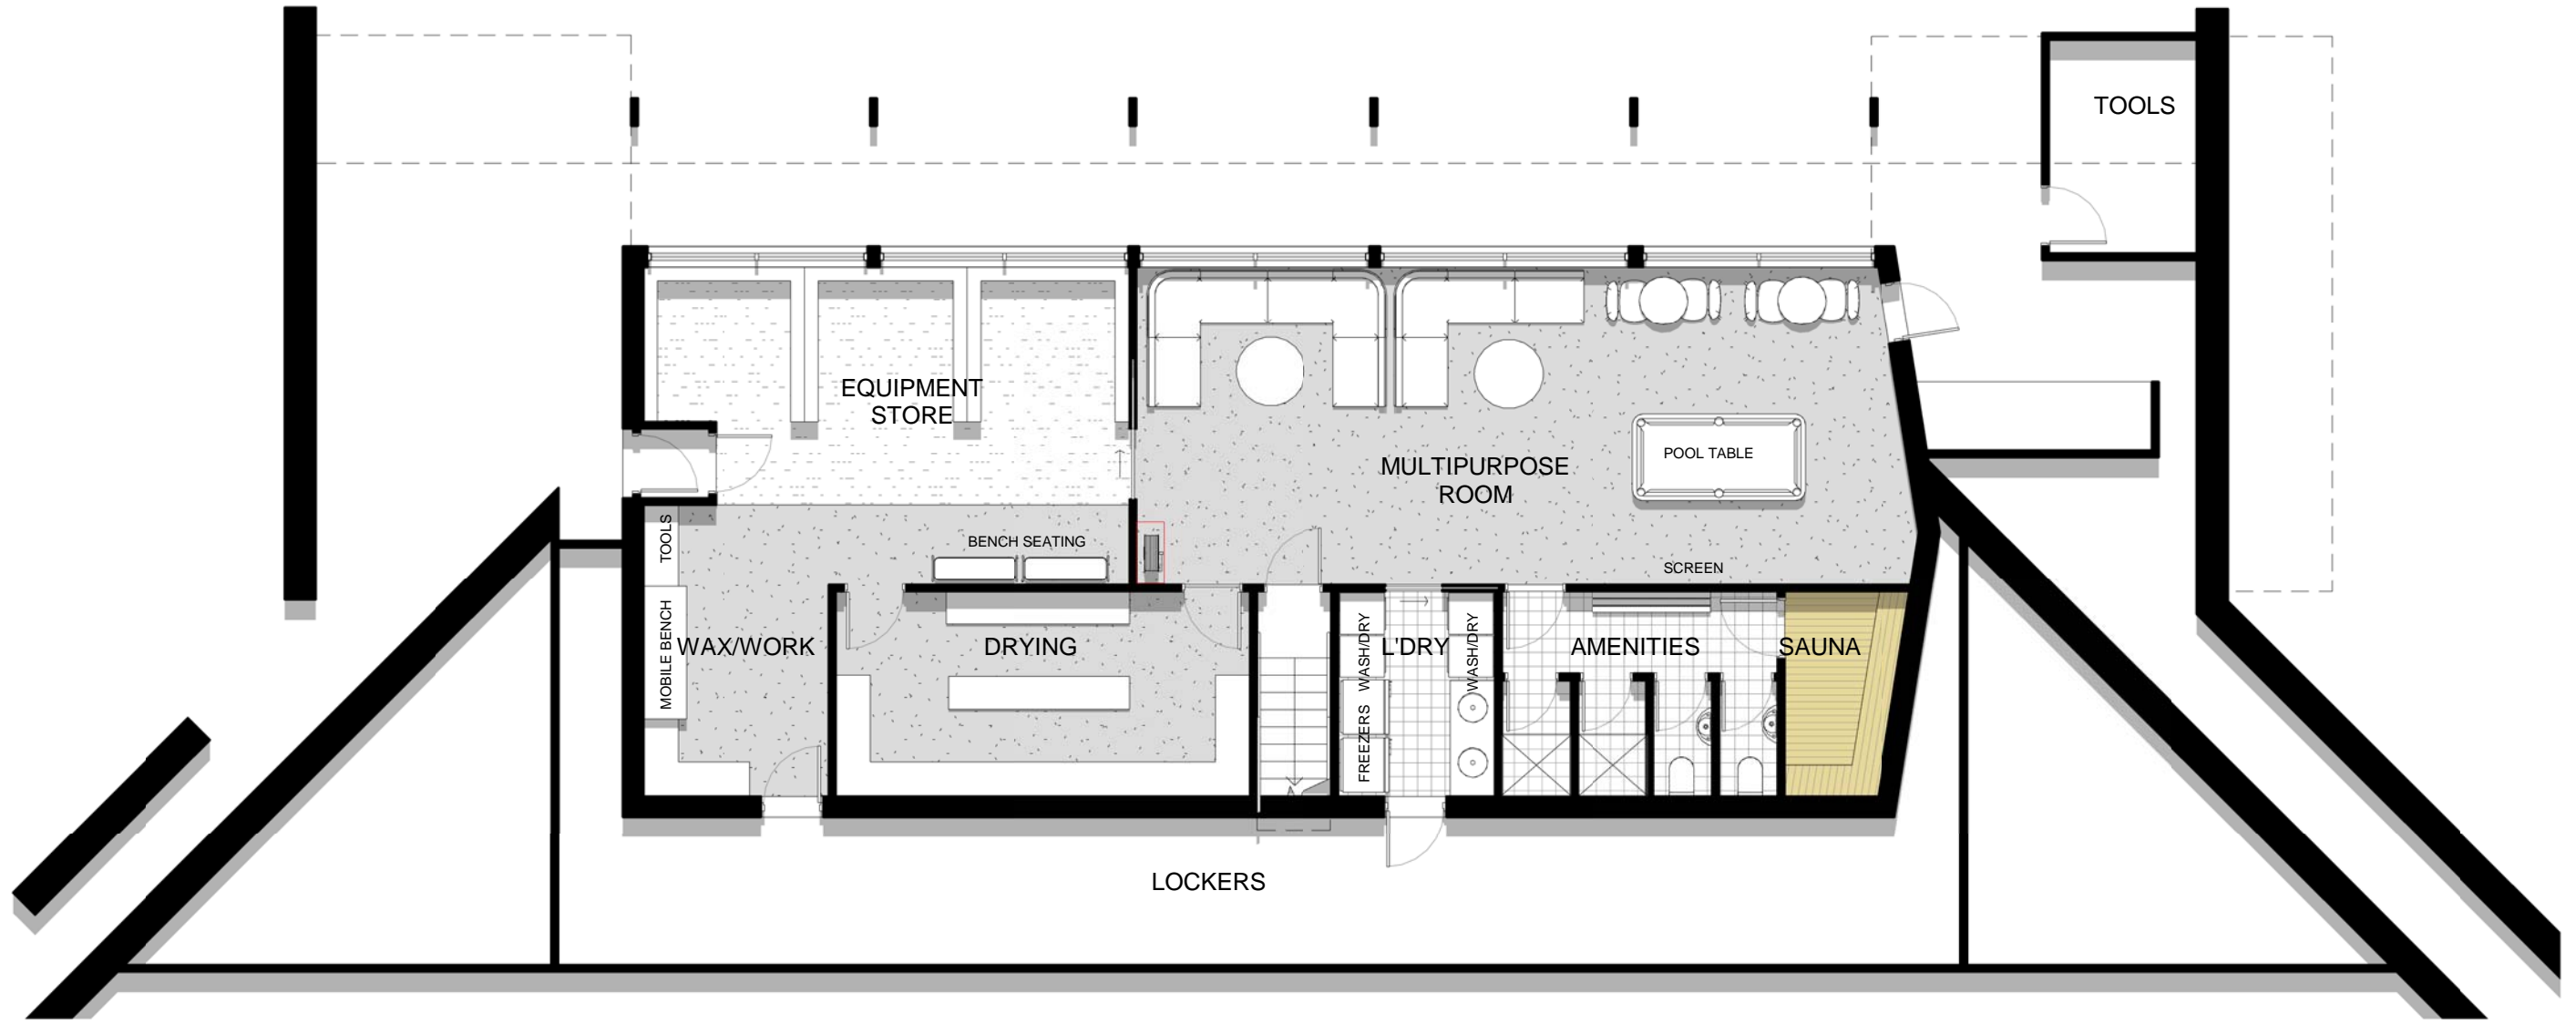 TOOLS
EQUIPMENT
STORE
MULTIPURPOSE
ROOM
POOL TABLE
TOOLS
BENCH SEATING
SCREEN
MOBILE BENCH
WAX/WORK
DRYING
WASH/DRY
L'DRY
WASH/DRY
AMENITIES
SAUNA
FREEZERS
LOCKERS